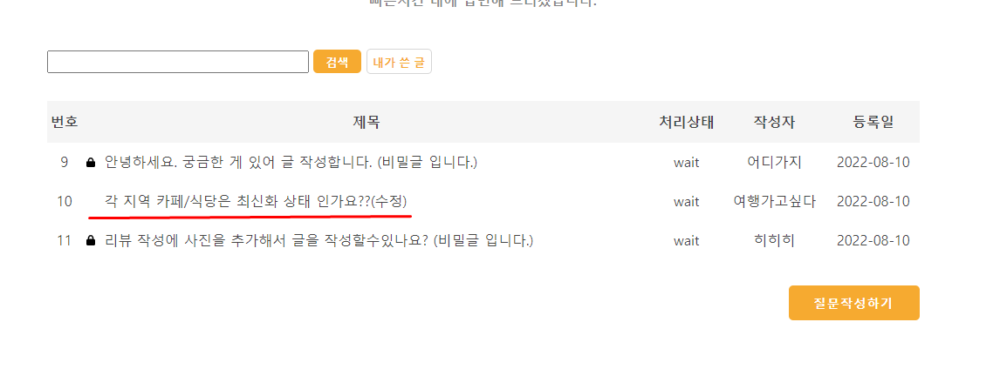 빠른시간 내에 답변해 드리겠습니다.
검색 내가 쓴 글
번호 제목 처리상태 작성자 등록일
9 안녕하세요. 궁금한 게 있어 글 작성합니다. (비밀글 입니다.) wait 어디가지 2022-08-10
10 각 지역 카페/식당은 최신화 상태 인가요??(수정) wait 여행가고싶다 2022-08-10
11 리뷰 작성에 사진을 추가해서 글을 작성할수있나요? (비밀글 입니다.) wait 히히히 2022-08-10
질문작성하기